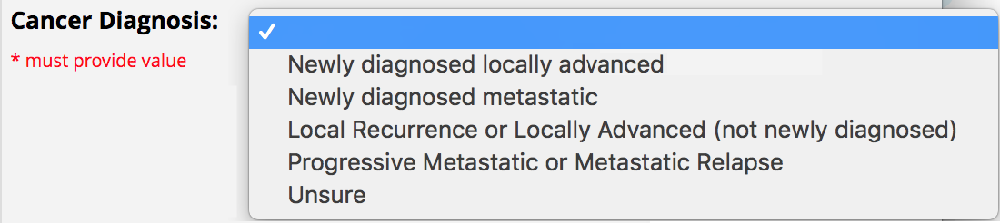 Cancer Diagnosis:
* must provide value
✓
Newly diagnosed locally advanced
Newly diagnosed metastatic
Local Recurrence or Locally Advanced (not newly diagnosed)
Progressive Metastatic or Metastatic Relapse
Unsure